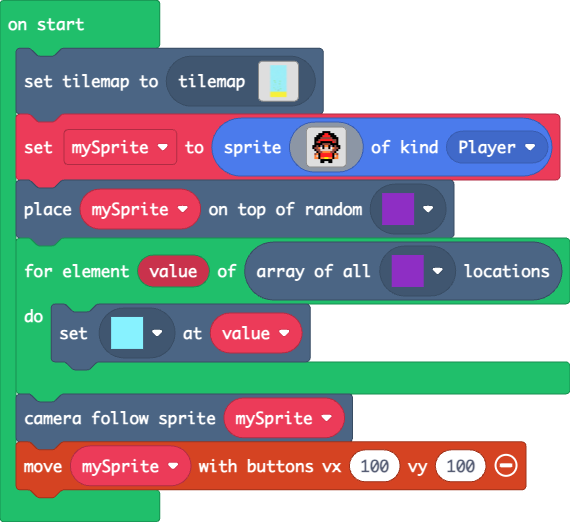 on start
set tilemap to tilemap
set mySprite to sprite of kind Player
place mySprite on top of random
for element value of array of all locations
do
set at value
camera follow sprite mySprite
move mySprite with buttons vx 100 vy 100